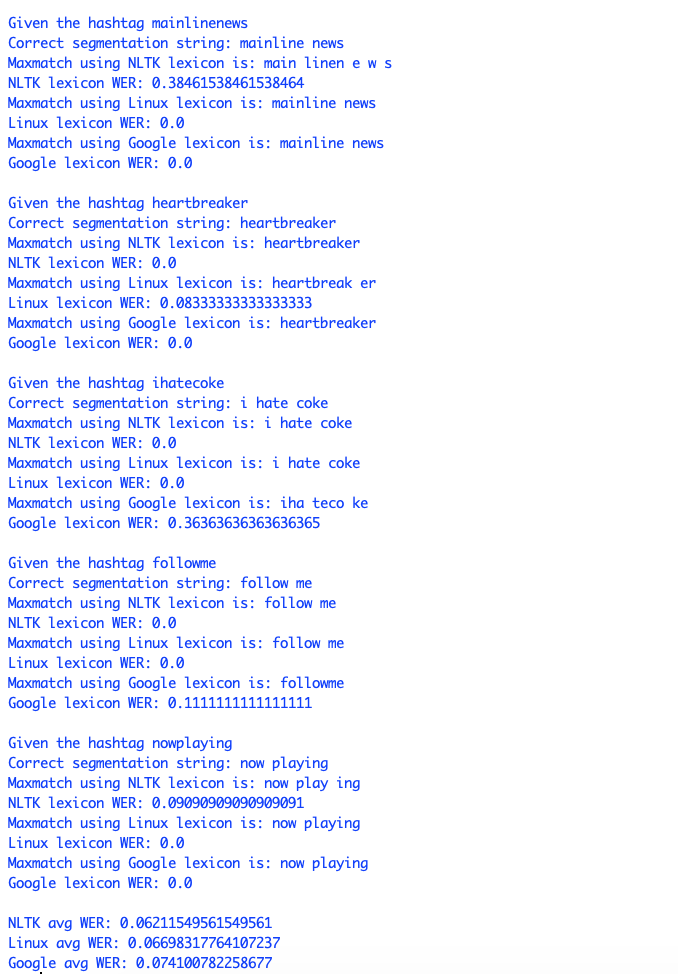 Given the hashtag mainlinenews
Correct segmentation string: mainline news
Maxmatch using NLTK lexicon is: main linen e w s
NLTK lexicon WER: 0.38461538461538464
Maxmatch using Linux lexicon is: mainline news
Linux lexicon WER: 0.0
Maxmatch using Google lexicon is: mainline news
Google lexicon WER: 0.0

Given the hashtag heartbreaker
Correct segmentation string: heartbreaker
Maxmatch using NLTK lexicon is: heartbreaker
NLTK lexicon WER: 0.0
Maxmatch using Linux lexicon is: heartbreak er
Linux lexicon WER: 0.08333333333333333
Maxmatch using Google lexicon is: heartbreaker
Google lexicon WER: 0.0

Given the hashtag ihatecoke
Correct segmentation string: i hate coke
Maxmatch using NLTK lexicon is: i hate coke
NLTK lexicon WER: 0.0
Maxmatch using Linux lexicon is: i hate coke
Linux lexicon WER: 0.0
Maxmatch using Google lexicon is: iha teco ke
Google lexicon WER: 0.36363636363636365

Given the hashtag followme
Correct segmentation string: follow me
Maxmatch using NLTK lexicon is: follow me
NLTK lexicon WER: 0.0
Maxmatch using Linux lexicon is: follow me
Linux lexicon WER: 0.0
Maxmatch using Google lexicon is: followme
Google lexicon WER: 0.1111111111111111

Given the hashtag nowplaying
Correct segmentation string: now playing
Maxmatch using NLTK lexicon is: now play ing
NLTK lexicon WER: 0.09090909090909091
Maxmatch using Linux lexicon is: now playing
Linux lexicon WER: 0.0
Maxmatch using Google lexicon is: now playing
Google lexicon WER: 0.0

NLTK avg WER: 0.06211549561549561
Linux avg WER: 0.06698317764107237
Google avg WER: 0.074100782258677